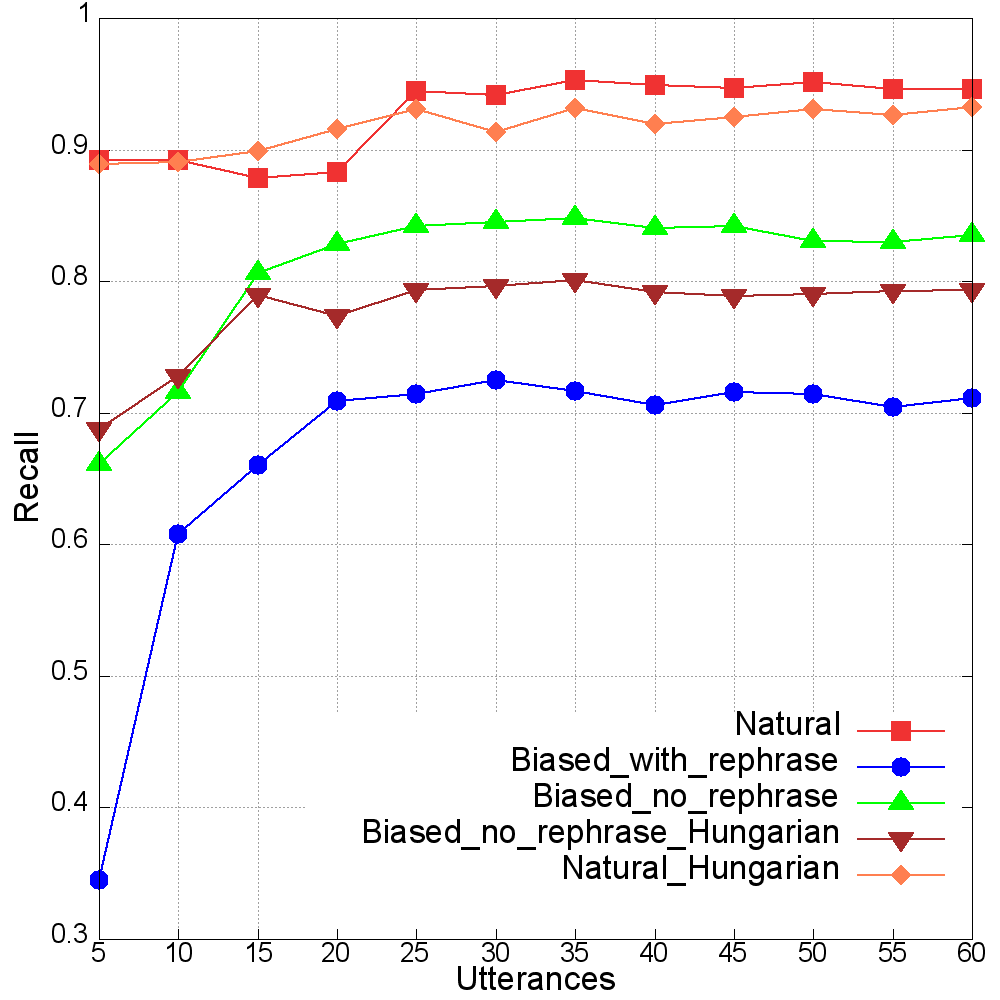 1
0.9
0.8
0.7
0.6
0.5
0.4
0.3
Recall
Natural
Biased_with_rephrase
Biased_no_rephrase
Biased_no_rephrase_Hungarian
Natural_Hungarian
5 10 15 20 25 30 35 40 45 50 55 60
Utterances